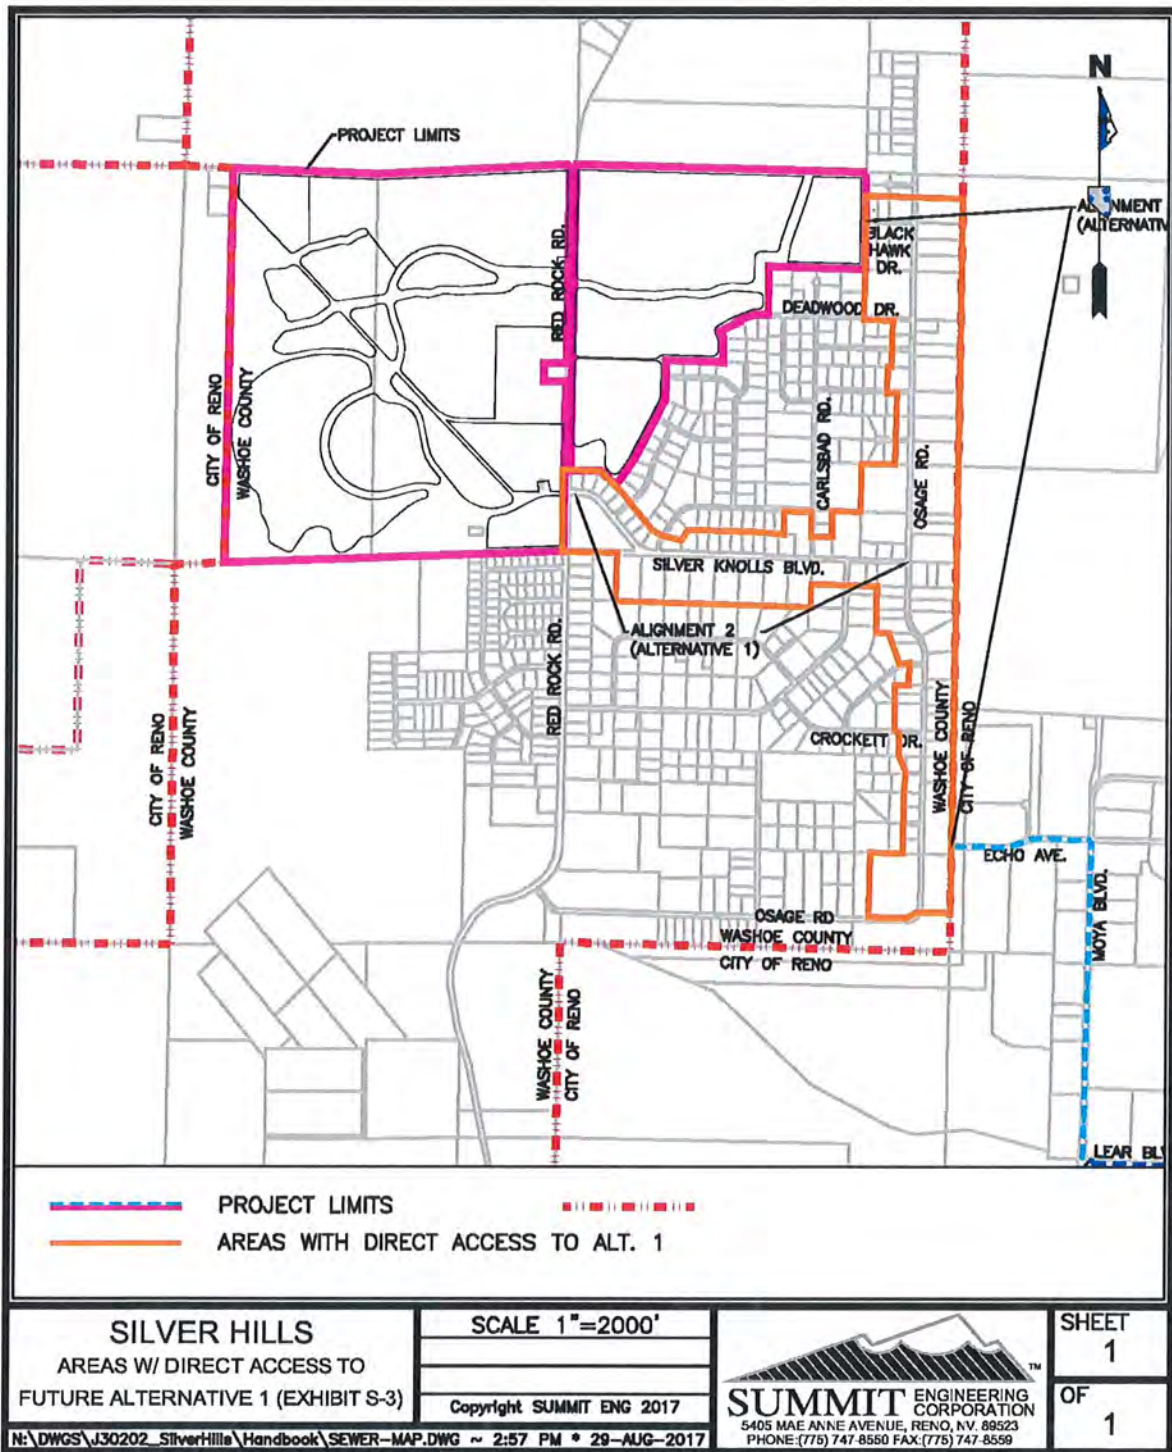 PROJECT LIMITS
N
RED ROCK RD.
BLACK
HAWK
DR.
DEADWOOD DR.
CITY OF RENO
WASHOE COUNTY
CARLSBAD RD.
OSAGE RD.
SILVER KNOLLS BLVD.
ALIGNMENT 2
(ALTERNATIVE 1)
RED ROCK RD.
CROCKETT DR.
WASHOE COUNTY
CITY OF RENO
CITY OF RENO
WASHOE COUNTY
ECHO AVE.
MOYA BLVD.
OSAGE RD
WASHOE COUNTY
CITY OF RENO
WASHOE COUNTY
CITY OF RENO
LEAR
PROJECT LIMITS
AREAS WITH DIRECT ACCESS TO ALT. 1
SILVER HILLS
AREAS W/ DIRECT ACCESS TO
FUTURE ALTERNATIVE 1 (EXHIBIT S-3)
SCALE 1"=2000'
Copyright SUMMIT ENG 2017
TM
SUMMIT ENGINEERING
CORPORATION
5405 MAE ANNE AVENUE, RENO, NV. 89523
PHONE:(775) 747-8550 FAX:(775) 747-8559
SHEET
1
OF
1
N:\DWGS\J30202_SilverHills\Handbook\SEWER-MAP.DWG ~ 2:57 PM * 29-AUG-2017